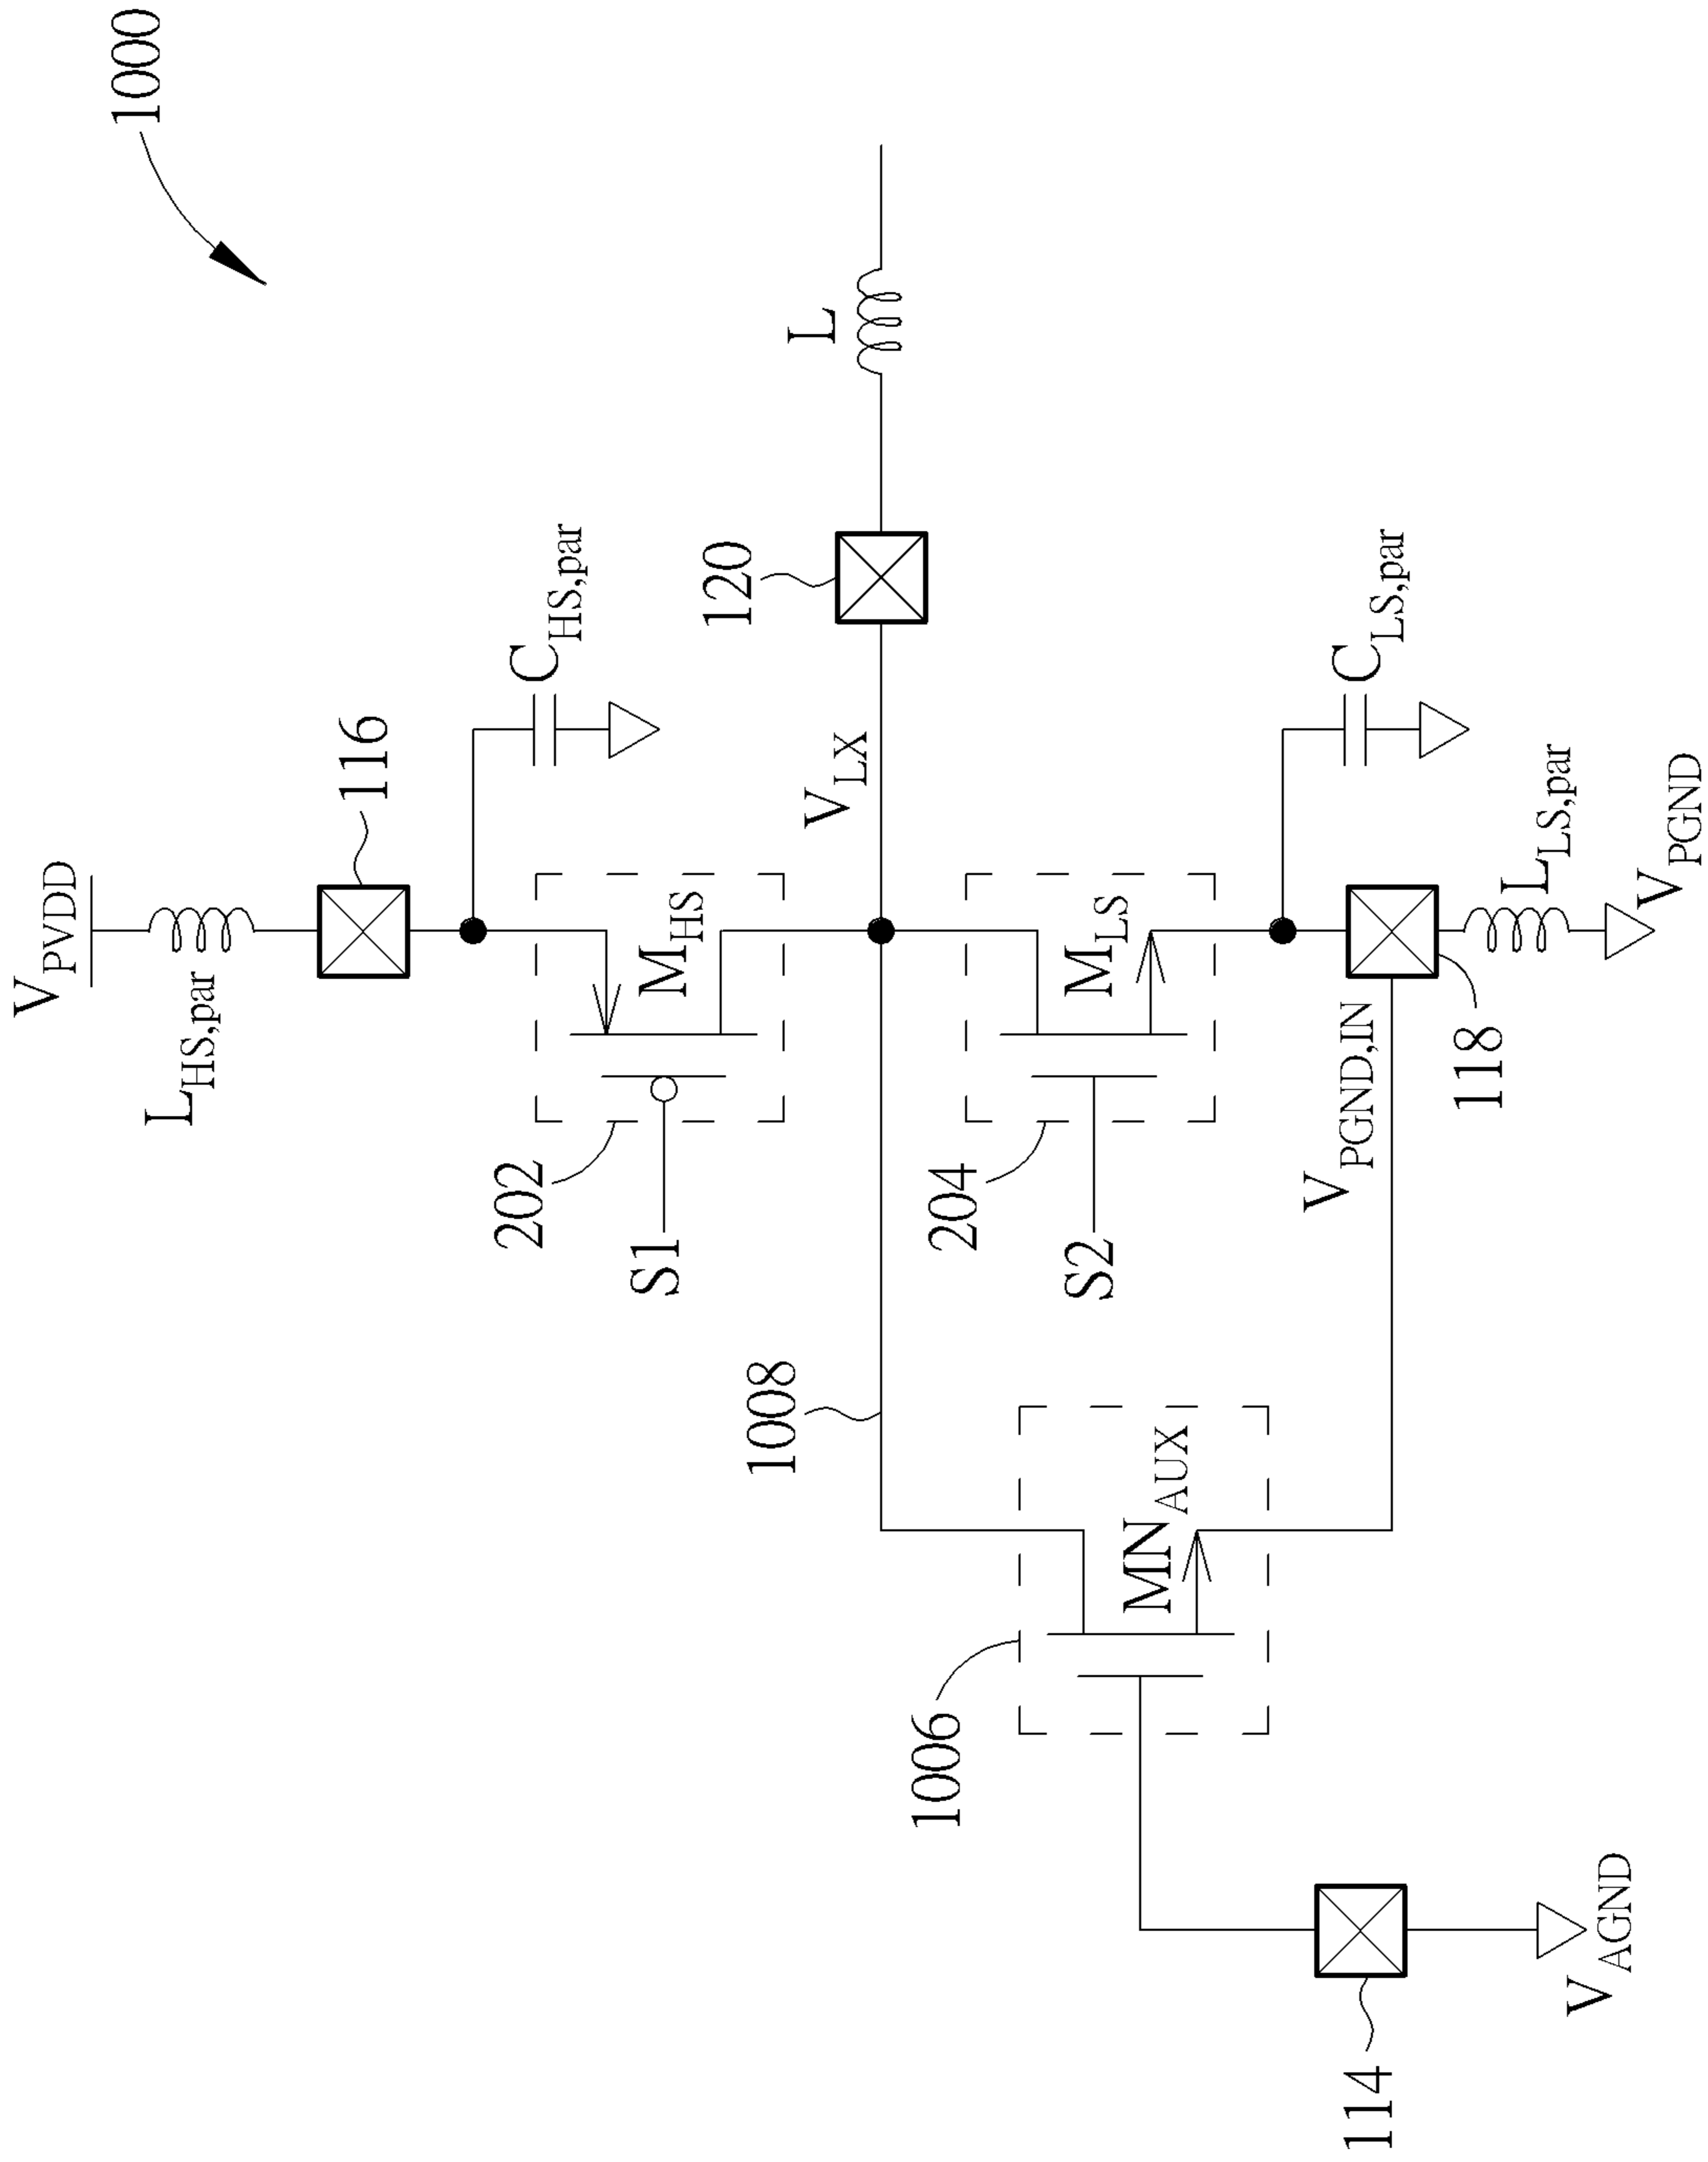 1000
V_PVDD
L_HS,par
116
C_HS,par
M_HS
202
S1
120
L
V_LX
1008
M_LS
204
S2
C_LS,par
V_PGND,IN
118
L_LS,par
V_PGND
MN_AUX
1006
114
V_AGND